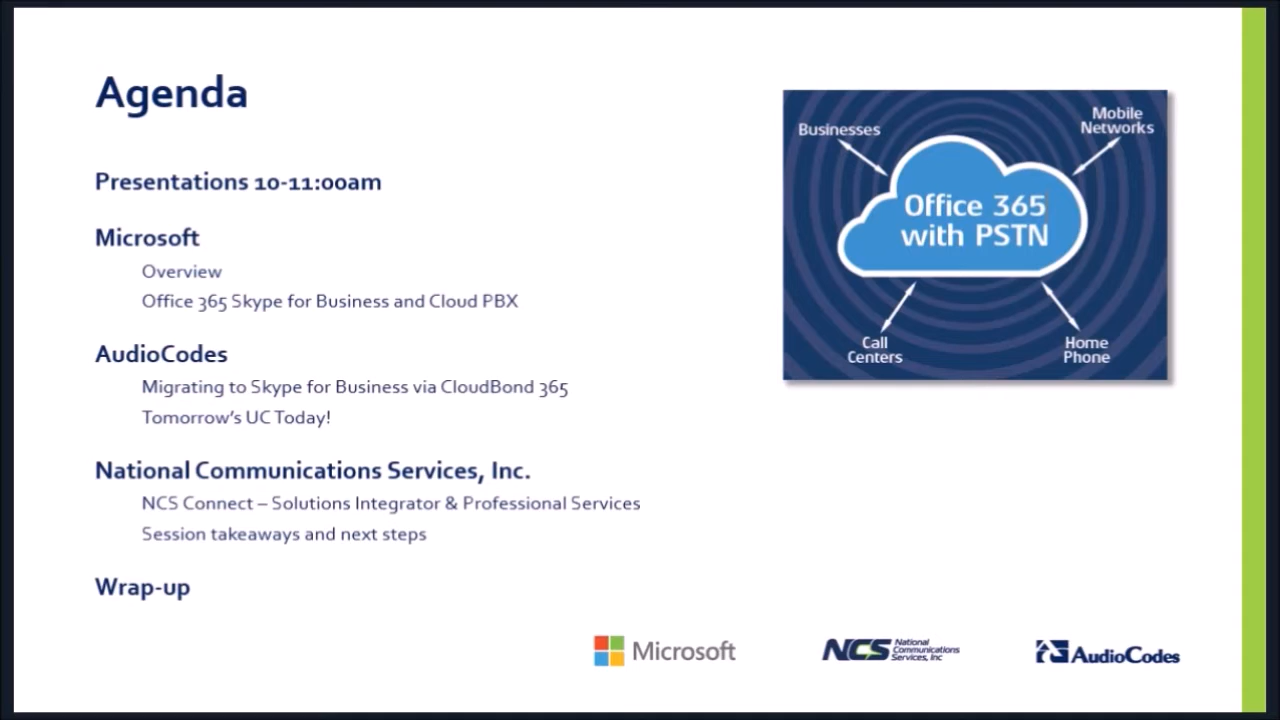 Agenda
Presentations 10-11:00am
Microsoft
Overview
Office 365 Skype for Business and Cloud PBX
AudioCodes
Migrating to Skype for Business via CloudBond 365
Tomorrow's UC Today!
National Communications Services, Inc.
NCS Connect – Solutions Integrator & Professional Services
Session takeaways and next steps
Wrap-up
Businesses
Mobile
Networks
Office 365
with PSTN
Call
Centers
Home
Phone
Microsoft
NCS
National
Communications
Services, Inc
AudioCodes